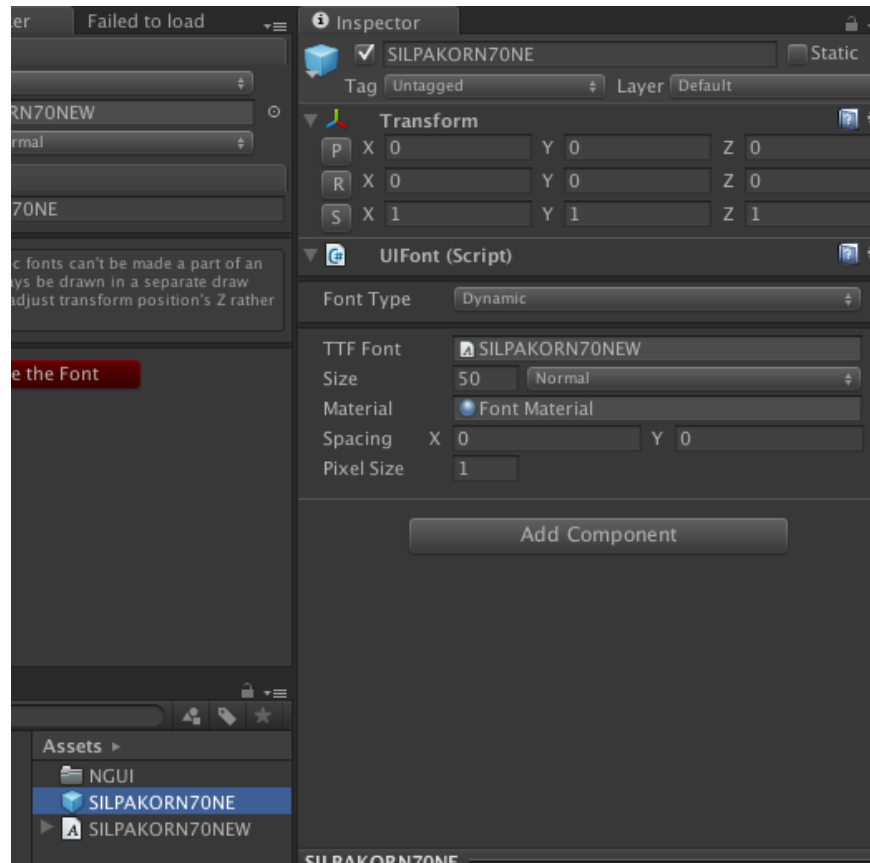 er
Failed to load
RN70NEW
rmal
70NE
c fonts can't be made a part of an
ys be drawn in a separate draw
adjust transform position's Z rather
e the Font
Assets
NGUI
SILPAKORN70NE
SILPAKORN70NEW
Inspector
SILPAKORN70NE
Static
Tag Untagged Layer Default
Transform
P X 0 Y 0 Z 0
R X 0 Y 0 Z 0
S X 1 Y 1 Z 1
UIFont (Script)
Font Type Dynamic
TTF Font SILPAKORN70NEW
Size 50 Normal
Material Font Material
Spacing X 0 Y 0
Pixel Size 1
Add Component
SILPAKORN70NE